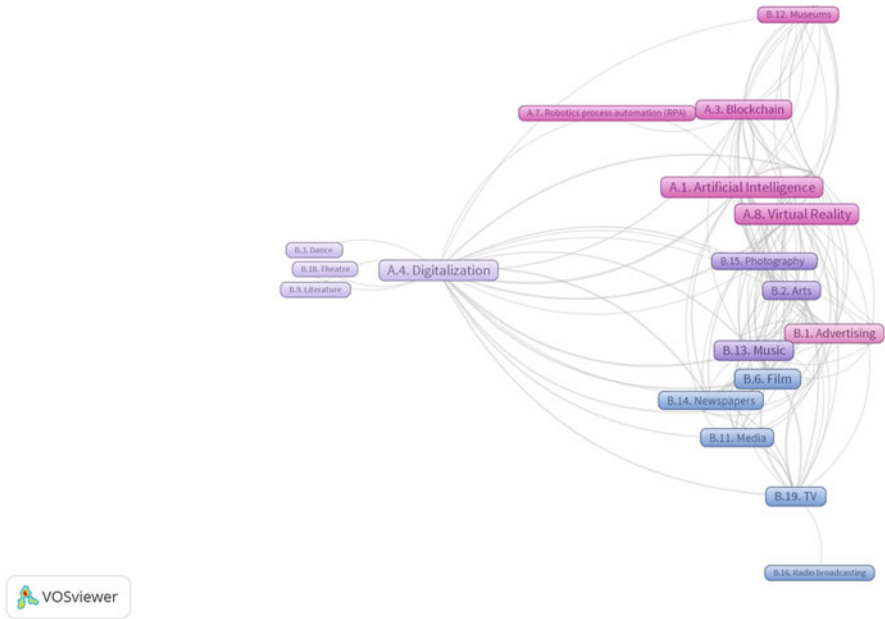 B.12. Museums
A.7. Robotics process automation (RPA)
A.3. Blockchain
A.1. Artificial Intelligence
A.8. Virtual Reality
B.3. Dance
B.18. Theatre
B.9. Literature
A.4. Digitalization
B.15. Photography
B.2. Arts
B.1. Advertising
B.13. Music
B.6. Film
B.14. Newspapers
B.11. Media
B.19. TV
B.16. Radio broadcasting
VOSviewer